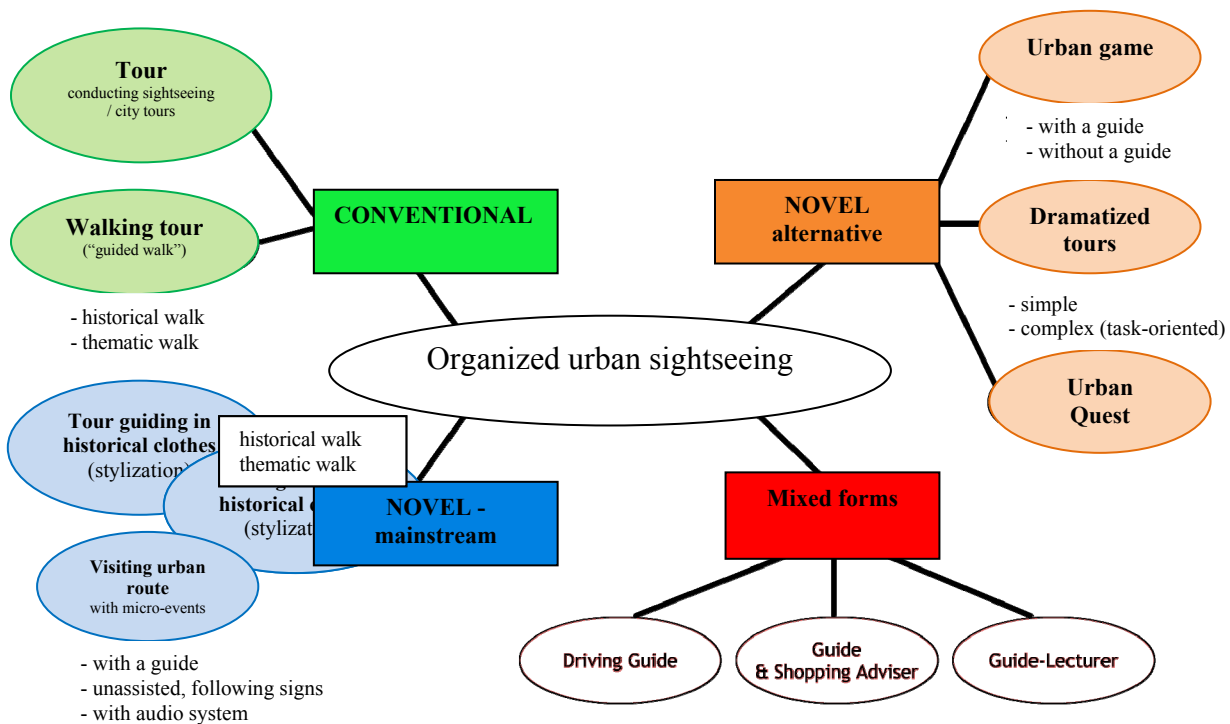 Tour
conducting sightseeing
/ city tours
Walking tour
(“guided walk”)
- historical walk
- thematic walk
CONVENTIONAL
NOVEL
alternative
Urban game
- with a guide
- without a guide
Dramatized
tours
- simple
- complex (task-oriented)
Urban
Quest
Organized urban sightseeing
Tour guiding in
historical clothes
(stylization)
historical walk
thematic walk
historical
(stylizat
NOVEL -
mainstream
Visiting urban
route
with micro-events
- with a guide
- unassisted, following signs
- with audio system
Mixed forms
Driving Guide
Guide
& Shopping Adviser
Guide-Lecturer